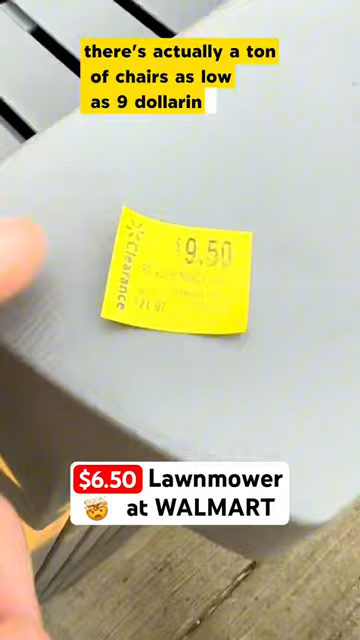 there's actually a ton
of chairs as low
as 9 dollarin
$9.50
Clearance
$6.50 Lawnmower
🤯 at WALMART